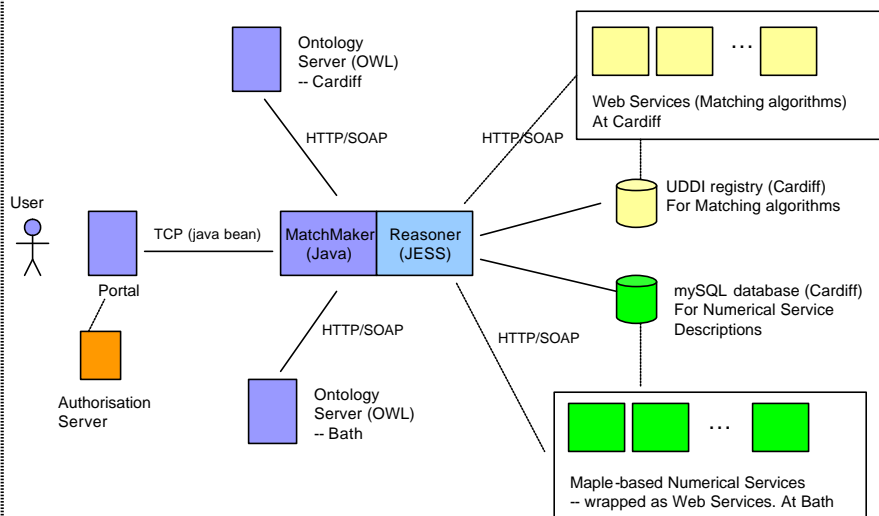 Ontology
Server (OWL)
-- Cardiff
...
Web Services (Matching algorithms)
At Cardiff
HTTP/SOAP
HTTP/SOAP
UDDI registry (Cardiff)
For Matching algorithms
User
TCP (java bean)
MatchMaker
(Java)
Reasoner
(JESS)
Portal
mySQL database (Cardiff)
For Numerical Service
Descriptions
HTTP/SOAP
HTTP/SOAP
Authorisation
Server
Ontology
Server (OWL)
-- Bath
...
Maple-based Numerical Services
-- wrapped as Web Services. At Bath